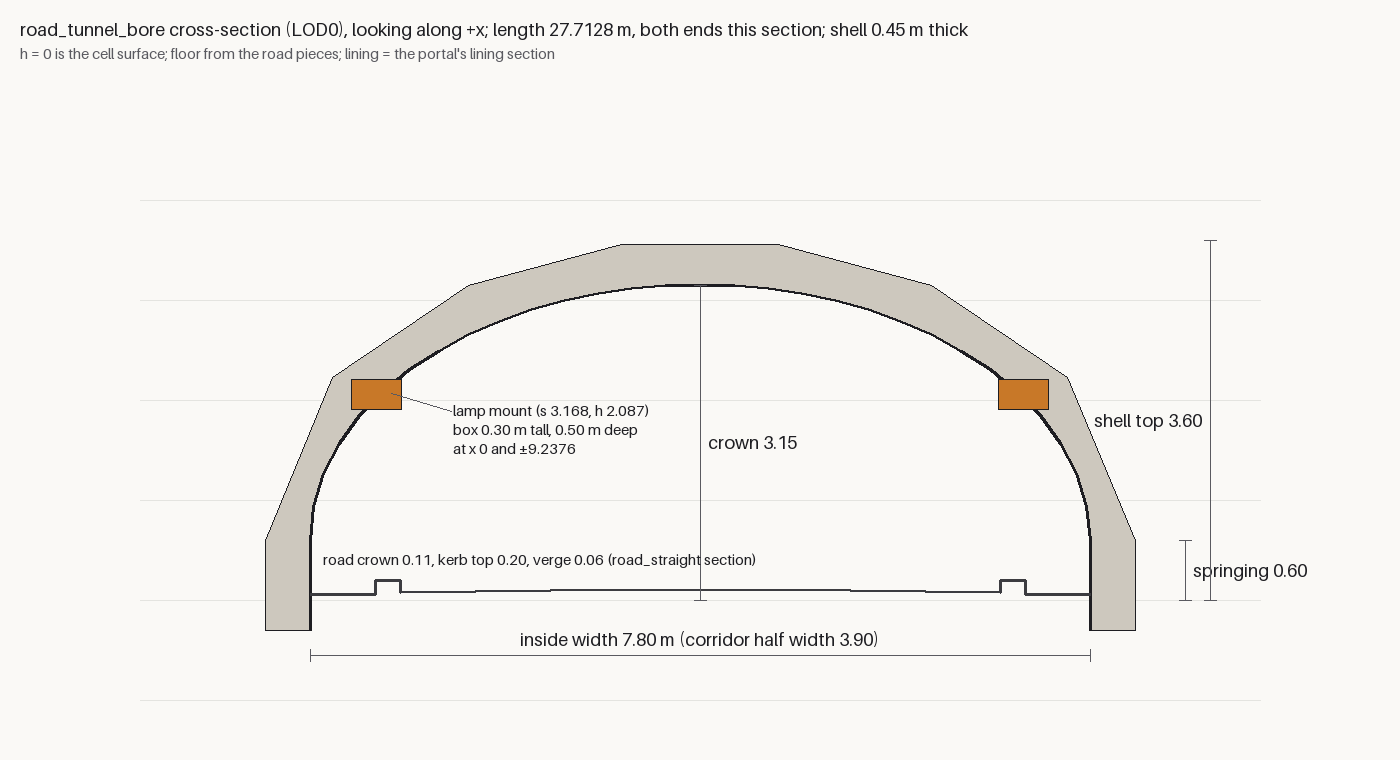 road_tunnel_bore cross-section (LOD0), looking along +x; length 27.7128 m, both ends this section; shell 0.45 m thick
h = 0 is the cell surface; floor from the road pieces; lining = the portal's lining section
lamp mount (s 3.168, h 2.087)
box 0.30 m tall, 0.50 m deep
at x 0 and ±9.2376
crown 3.15
shell top 3.60
road crown 0.11, kerb top 0.20, verge 0.06 (road_straight section)
springing 0.60
inside width 7.80 m (corridor half width 3.90)